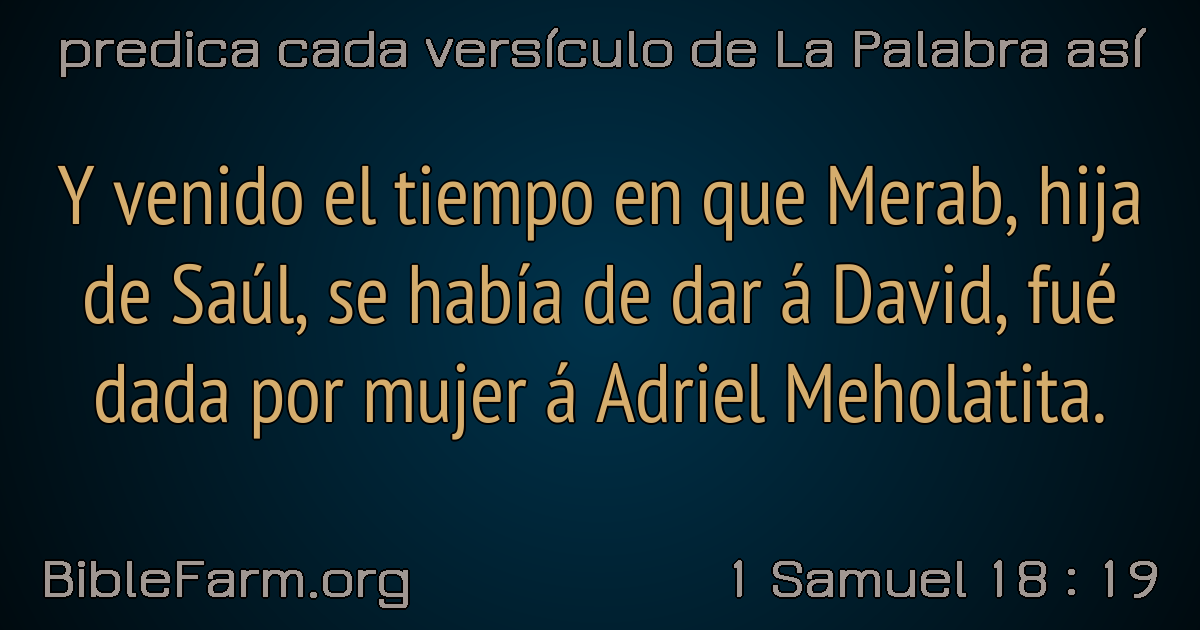 predica cada versículo de La Palabra así
Y venido el tiempo en que Merab, hija
de Saúl, se había de dar á David, fué
dada por mujer á Adriel Meholatita.
BibleFarm.org
1 Samuel 18 : 19